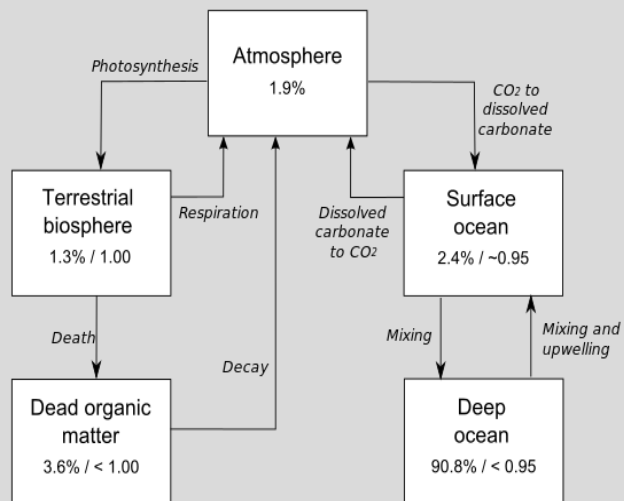 Atmosphere
1.9%
Photosynthesis
CO2 to
dissolved
carbonate
Terrestrial
biosphere
1.3% / 1.00
Respiration
Dissolved
carbonate
to CO2
Surface
ocean
2.4% / ~0.95
Death
Decay
Mixing
Mixing and
upwelling
Dead organic
matter
3.6% / < 1.00
Deep
ocean
90.8% / < 0.95